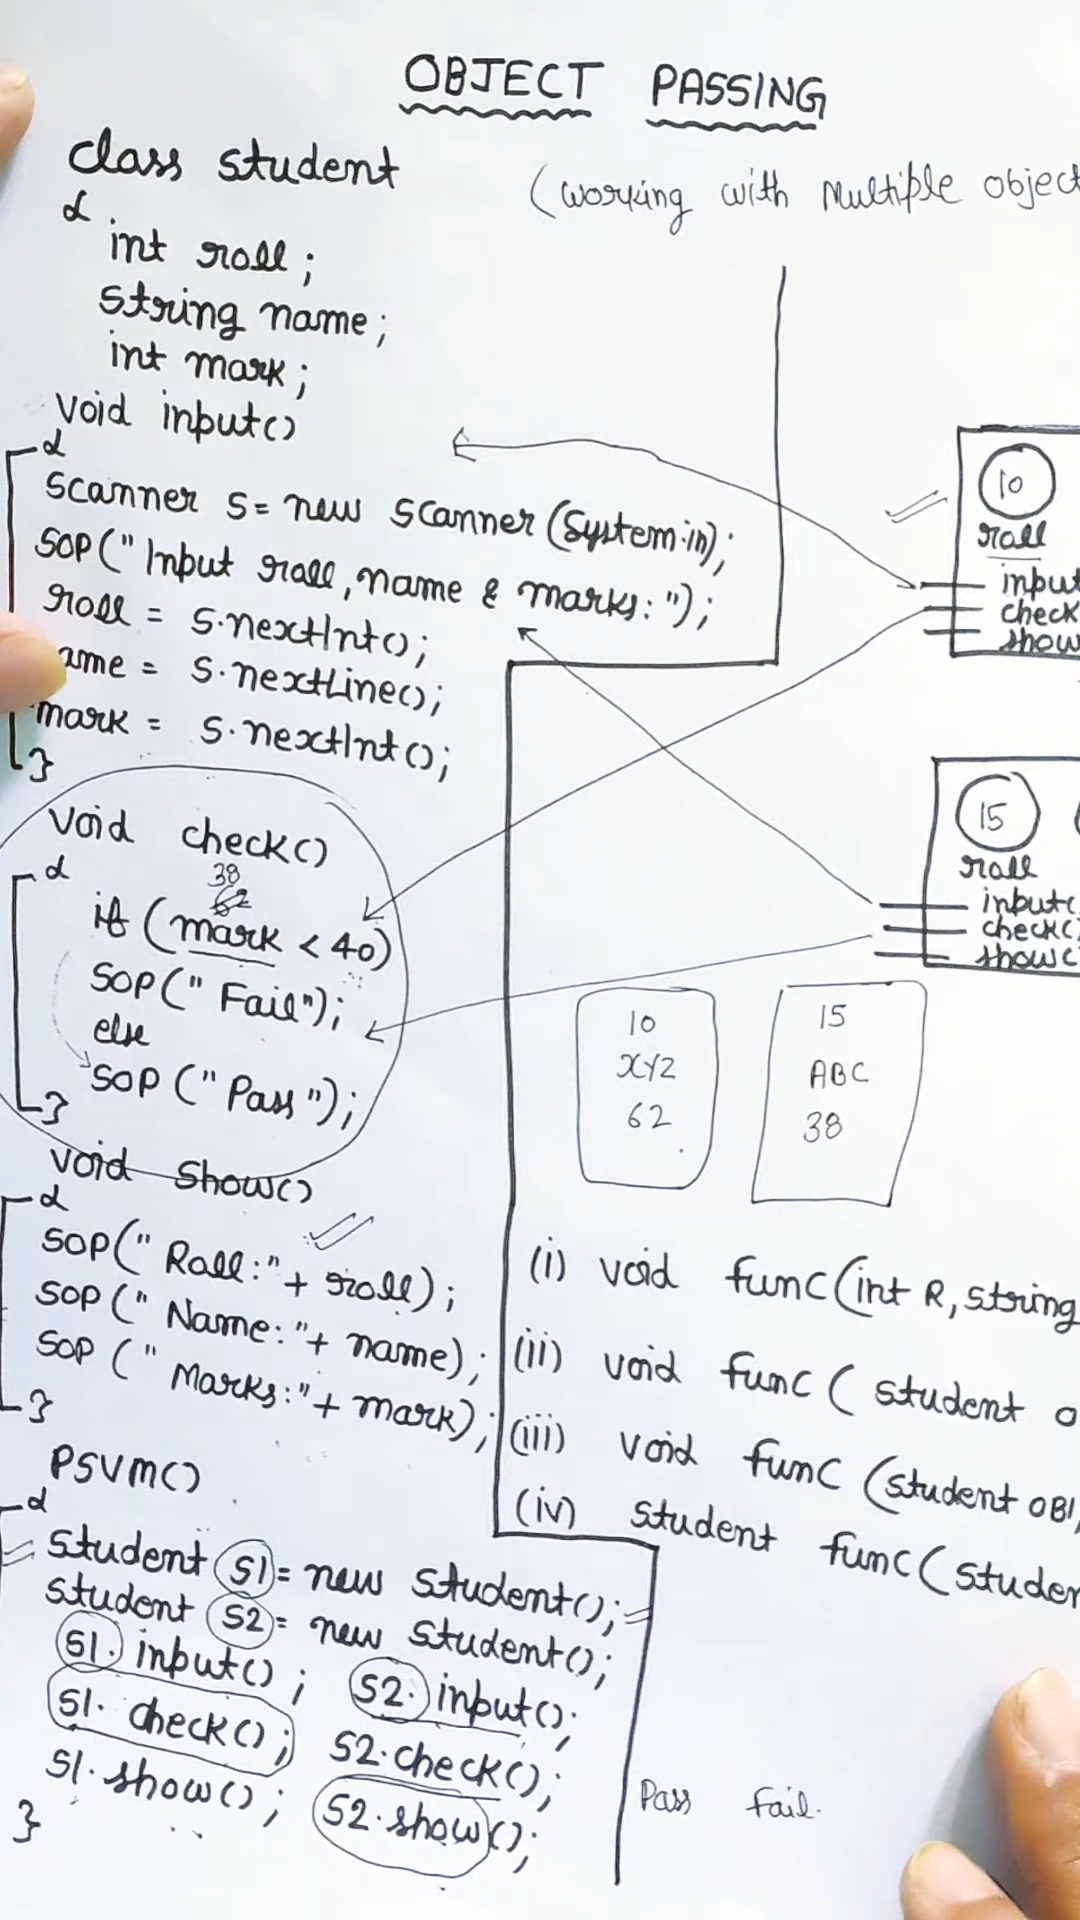 OBJECT PASSING
(working with Multiple object
class student
{
int roll;
String name;
int mark;
void input()
{
Scanner S = new Scanner(System.in);
SOP(" Input roll, name & marks: ");
roll = S.nextInt();
ame = S.nextLine();
mark = S.nextInt();
}
void check()
{
38
62
if (mark < 40)
SOP(" Fail");
else
SOP (" Pass ");
}
void Show()
{
SOP(" Roll:"+ roll);
SOP (" Name:"+ name);
SOP (" Marks:"+ mark);
}
PSVM()
{
Student S1 = new Student();
Student S2 = new Student();
S1. input(); S2. input();
S1. check(); S2. check();
S1. show(); S2. show();
}
10
roll
input
check
show
15
roll
input(
check(
show(
10
XYZ
62
15
ABC
38
(i) void func(int R, string
(ii) void func( student o
(iii) void func (student OB1,
(iv) student func(studen
Pass Fail.